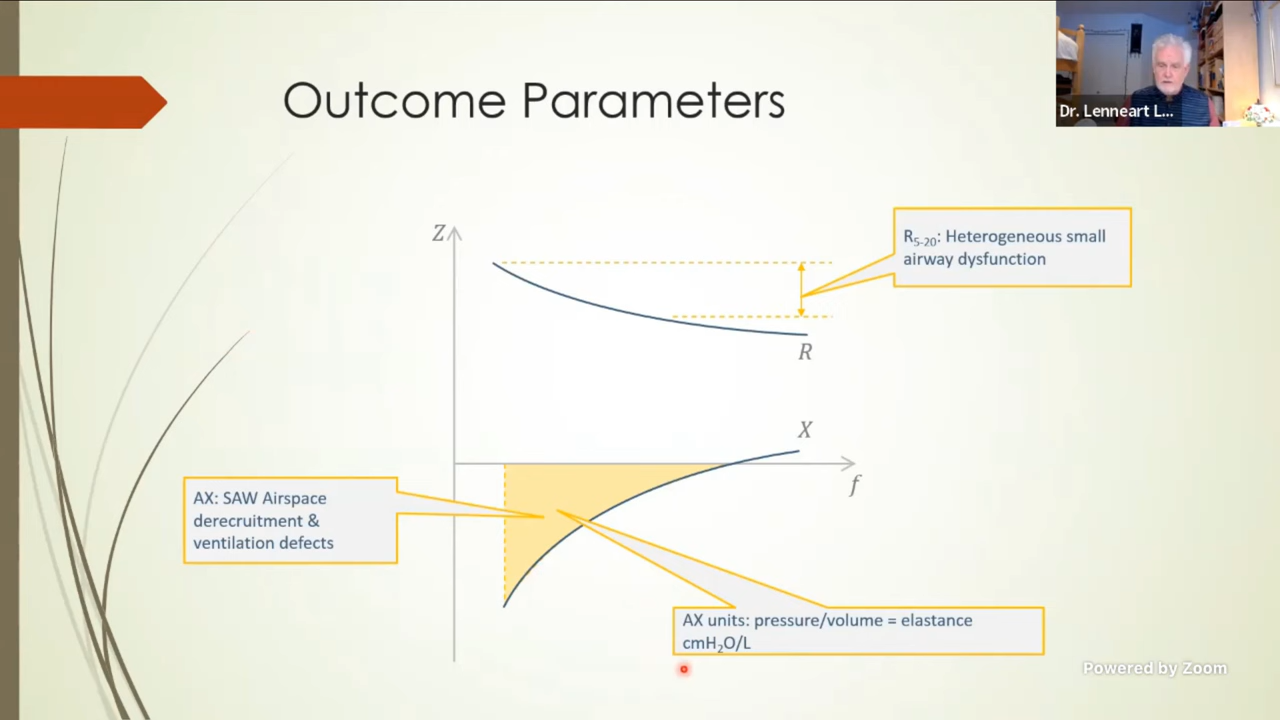 Outcome Parameters
Dr. Lenneart L...
Z
R5-20: Heterogeneous small
airway dysfunction
R
X
f
AX: SAW Airspace
derecruitment &
ventilation defects
AX units: pressure/volume = elastance
cmH2O/L
Powered by Zoom